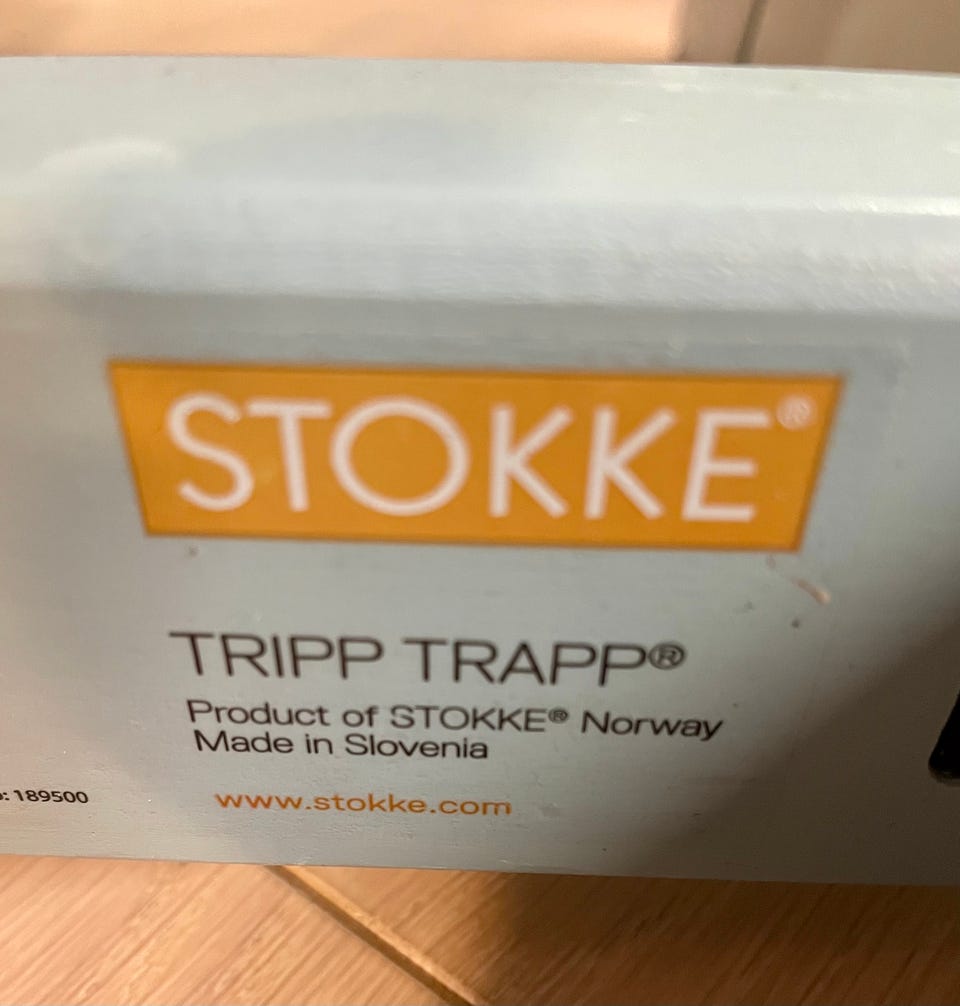 STOKKE®
TRIPP TRAPP®
Product of STOKKE® Norway
Made in Slovenia
: 189500
www.stokke.com